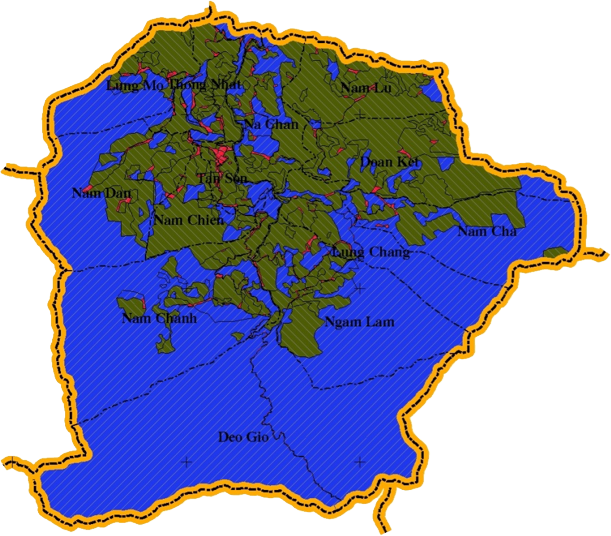 Lung Mo
Thong Nhat
Nam Lu
Na Ghan
Doan Ket
Tan Son
Nam Dau
Nam Chien
Nam Cha
Lung Chang
Nam Chanh
Ngam Lam
Deo Gio